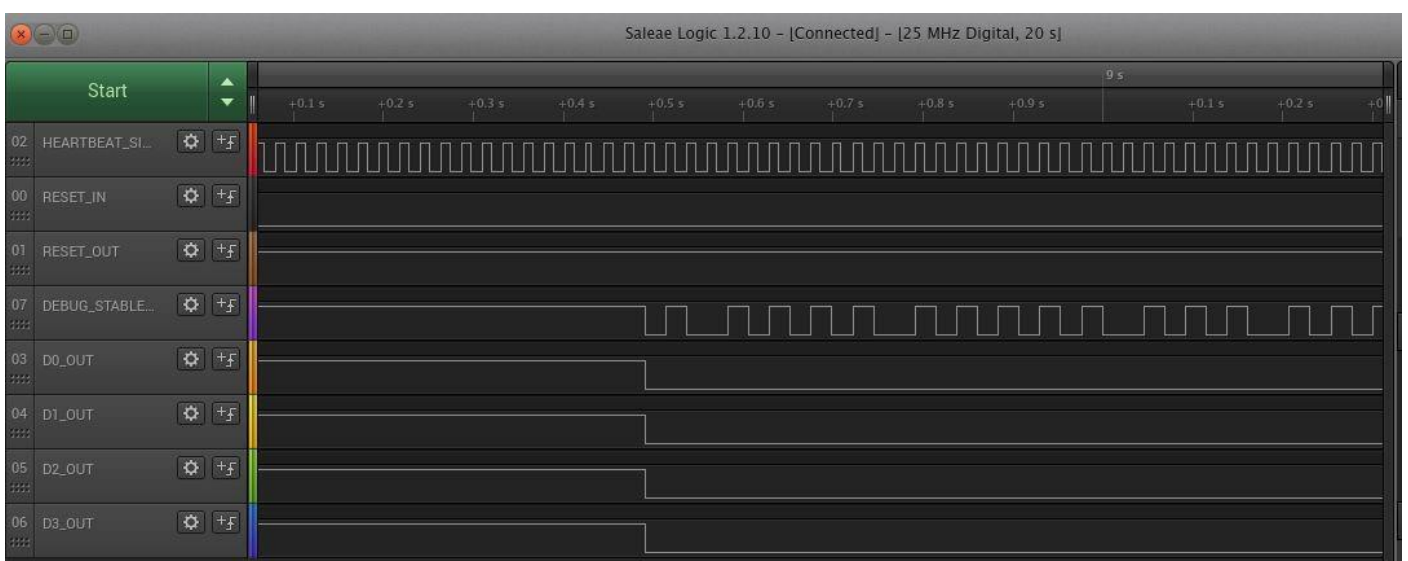 Saleae Logic 1.2.10 - [Connected] - [25 MHz Digital, 20 s]
Start
9 s
+0.1 s +0.2 s +0.3 s +0.4 s +0.5 s +0.6 s +0.7 s +0.8 s +0.9 s +0.1 s +0.2 s +0
02 HEARTBEAT_SI...
00 RESET_IN
01 RESET_OUT
07 DEBUG_STABLE...
03 D0_OUT
04 D1_OUT
05 D2_OUT
06 D3_OUT